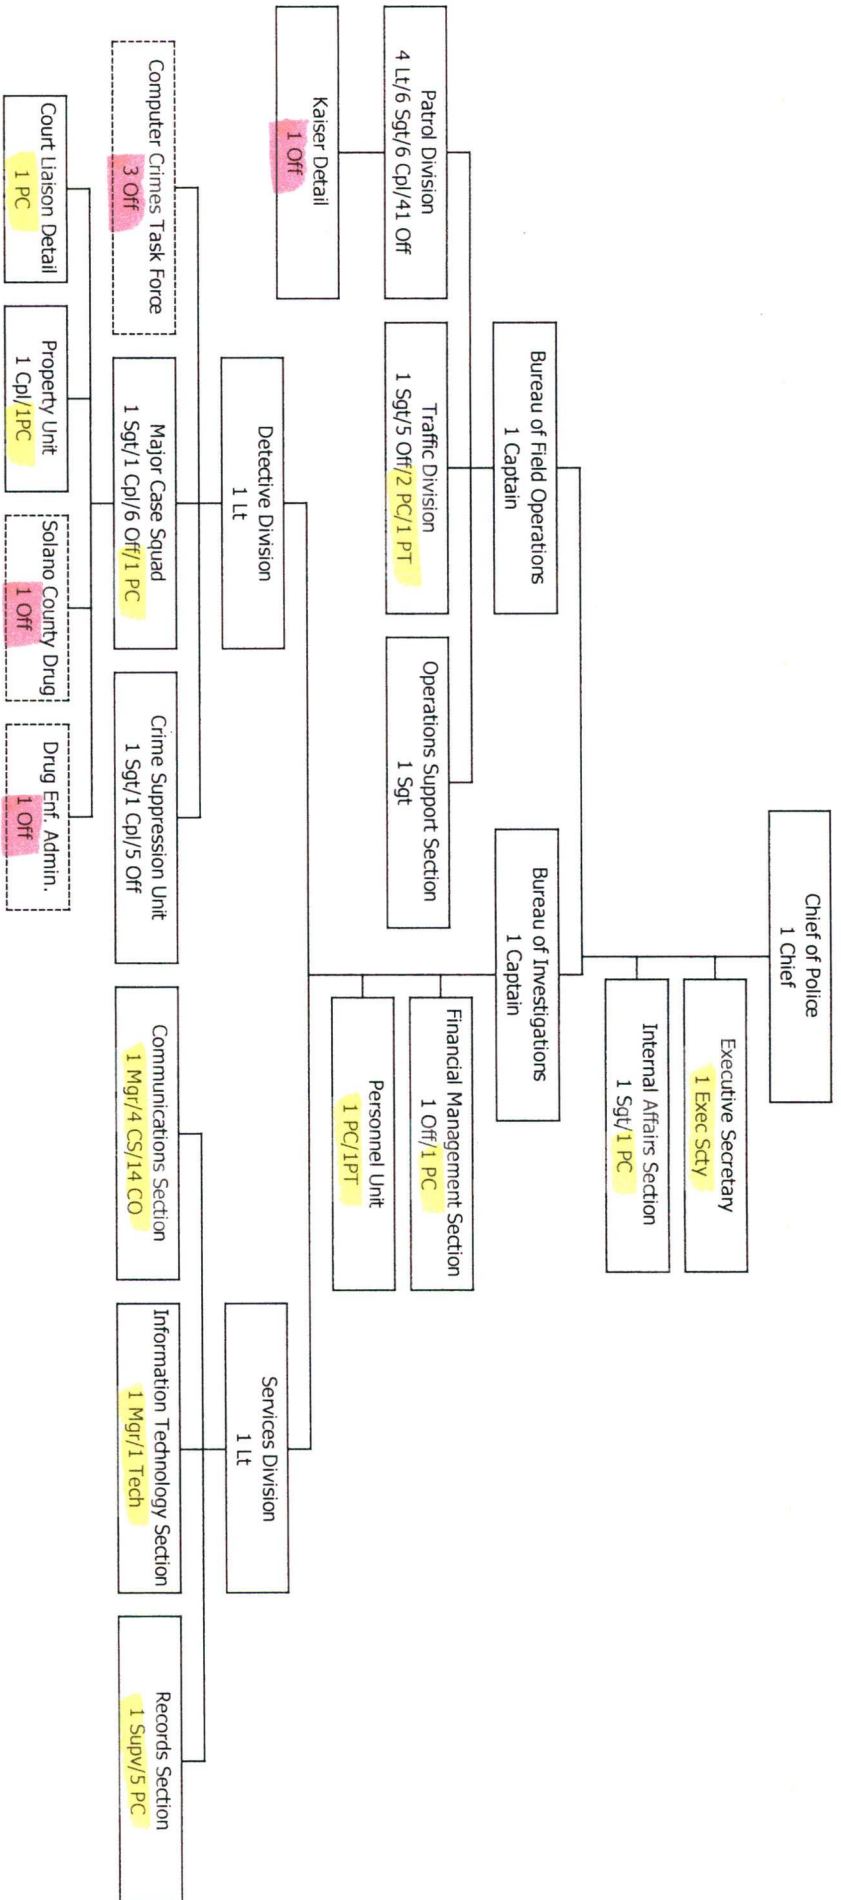 Chief of Police
1 Chief
Executive Secretary
1 Exec Scty
Internal Affairs Section
1 Sgt/1 PC
Bureau of Field Operations
1 Captain
Bureau of Investigations
1 Captain
Patrol Division
4 Lt/6 Sgt/6 Cpl/41 Off
Traffic Division
1 Sgt/5 Off/2 PC/1 PT
Operations Support Section
1 Sgt
Financial Management Section
1 Off/1 PC
Kaiser Detail
1 Off
Personnel Unit
1 PC/1PT
Detective Division
1 Lt
Services Division
1 Lt
Computer Crimes Task Force
3 Off
Major Case Squad
1 Sgt/1 Cpl/6 Off/1 PC
Crime Suppression Unit
1 Sgt/1 Cpl/5 Off
Communications Section
1 Mgr/4 CS/14 CO
Information Technology Section
1 Mgr/1 Tech
Records Section
1 Supv/5 PC
Court Liaison Detail
1 PC
Property Unit
1 Cpl/1PC
Solano County Drug
1 Off
Drug Enf. Admin.
1 Off